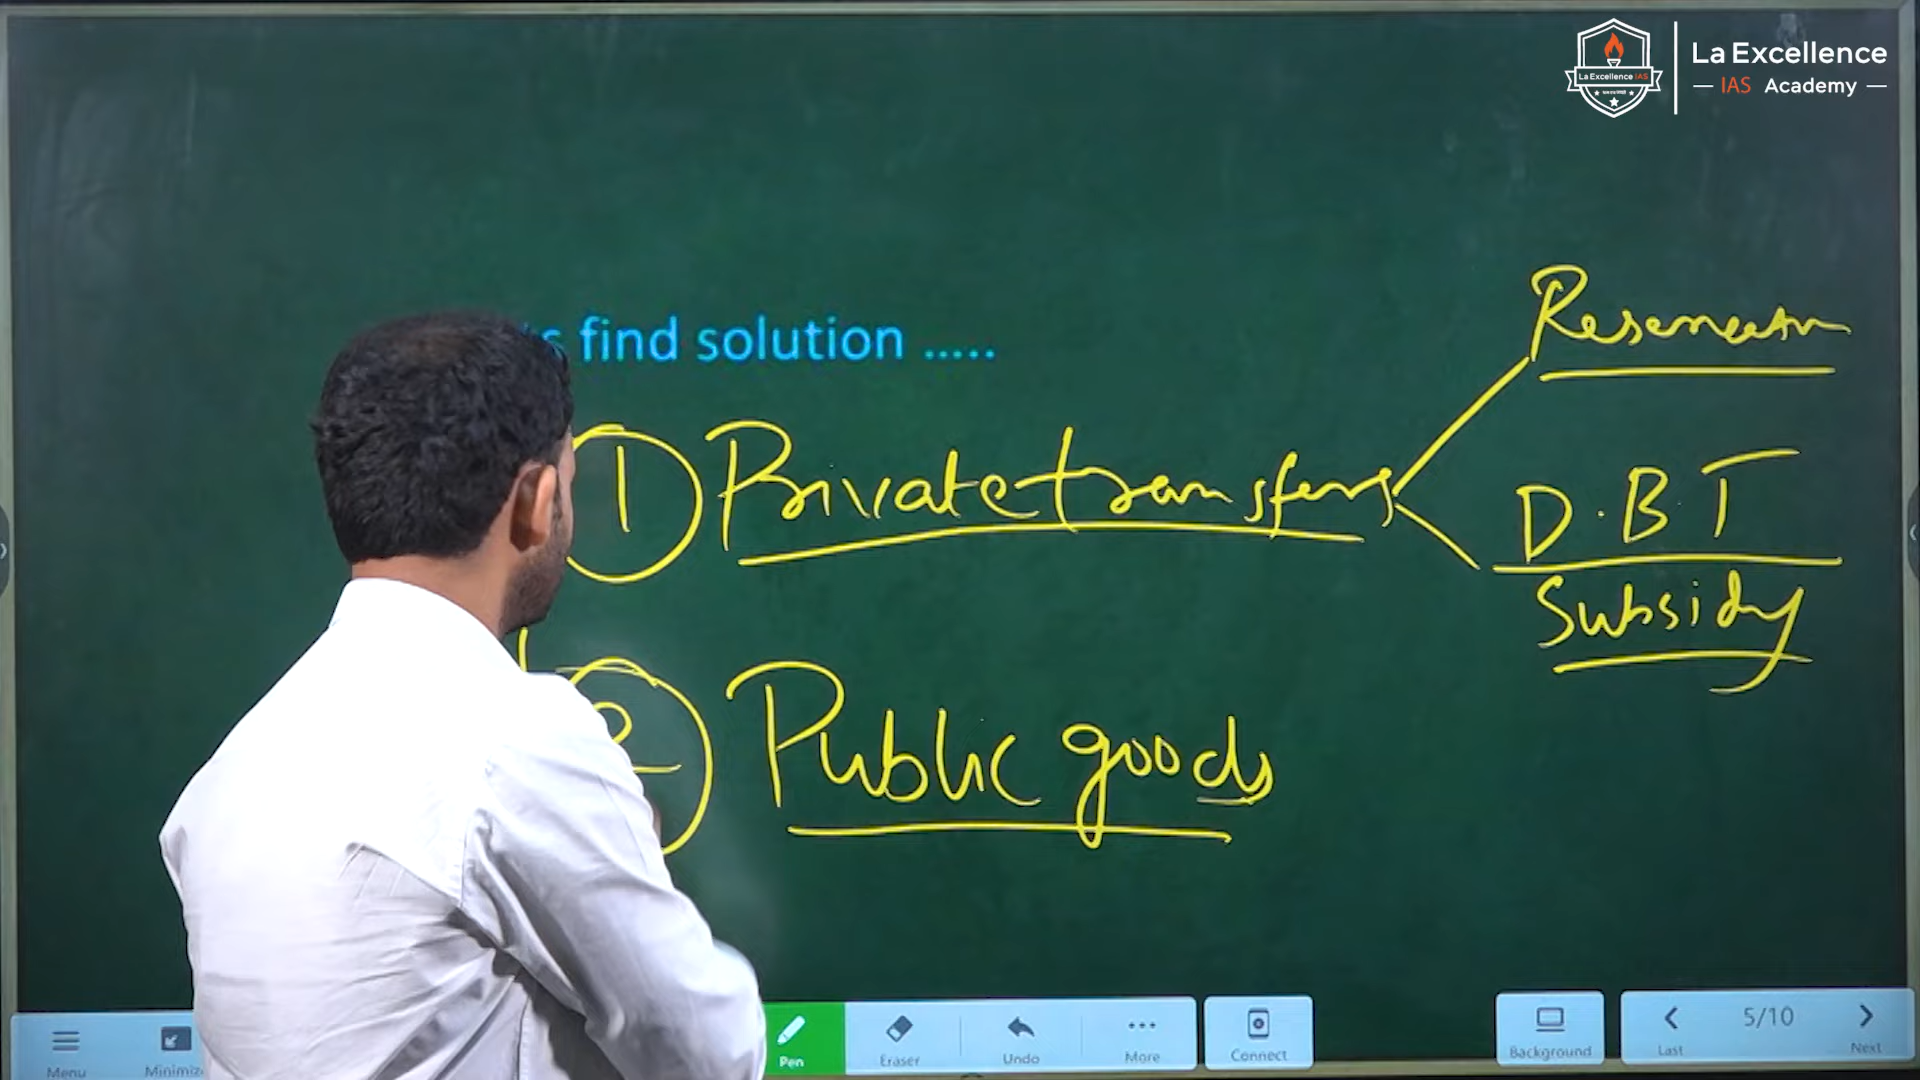 La Excellence
IAS Academy
La Excellence IAS
s find solution .....
Reservation
1 Private transfers
D.B T
Subsidy
2 Public goods
Menu
Minimize
Pen
Eraser
Undo
More
Connect
Background
Last
5/10
Next